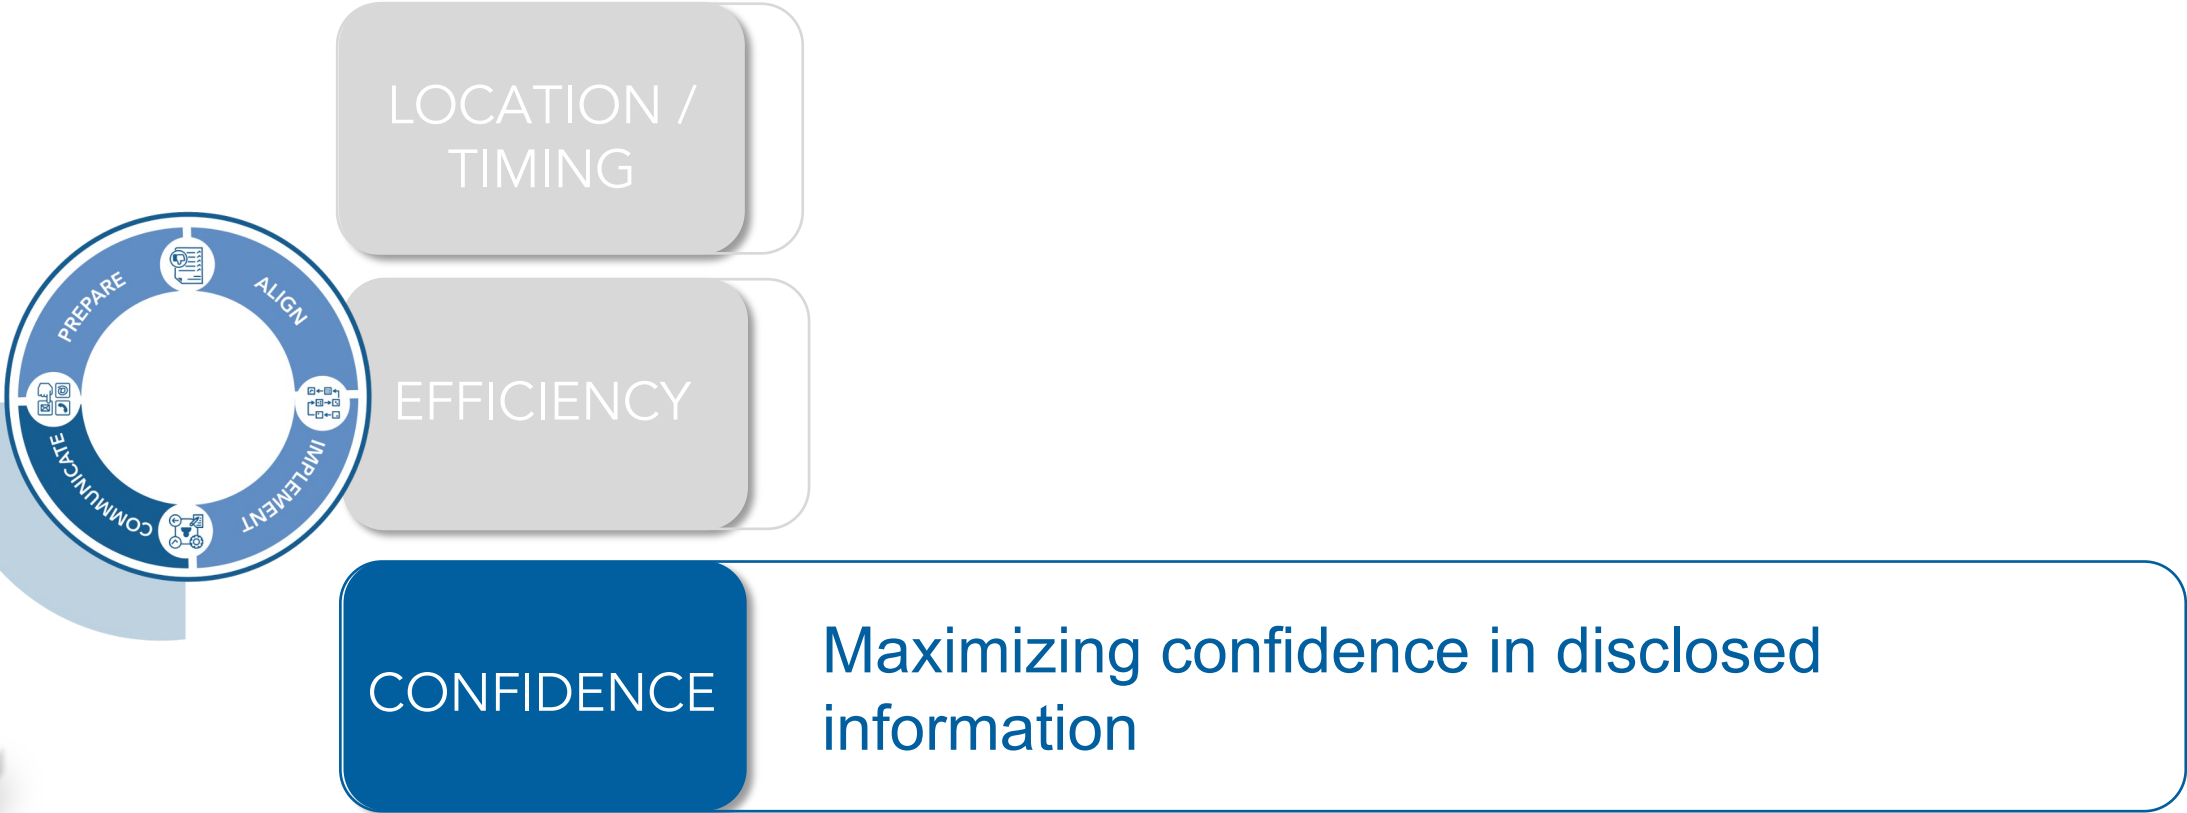 LOCATION /
TIMING
PREPARE
ALIGN
EFFICIENCY
COMMUNICATE
IMPLEMENT
CONFIDENCE
Maximizing confidence in disclosed
information